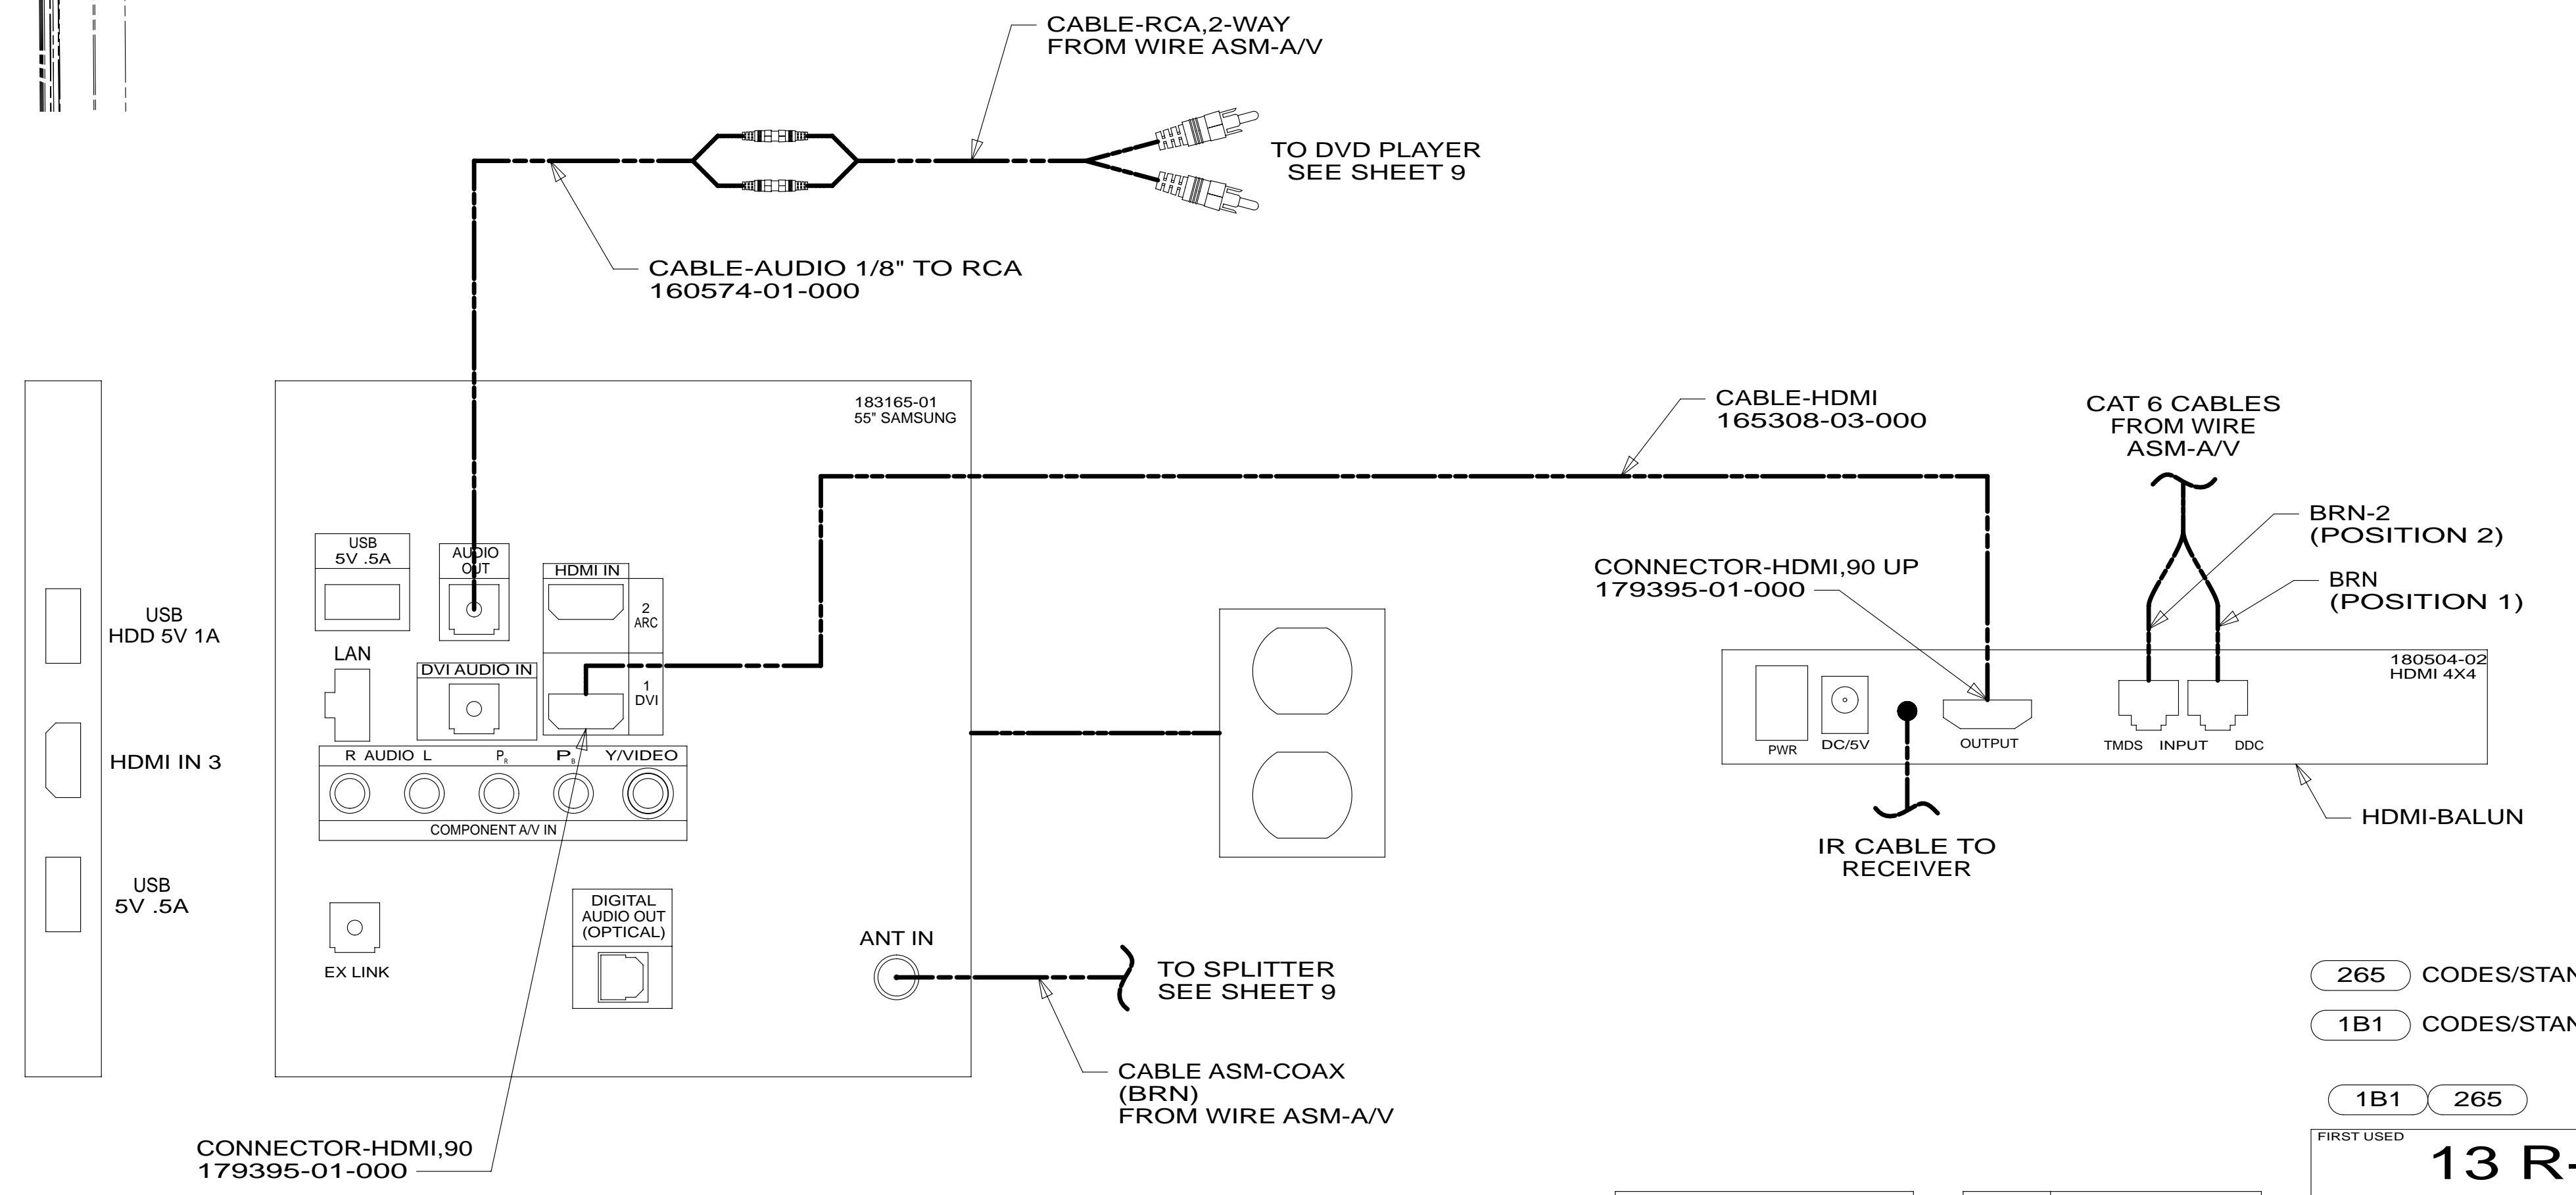 CABLE-RCA,2-WAY
FROM WIRE ASM-A/V
TO DVD PLAYER
SEE SHEET 9
CABLE-AUDIO 1/8" TO RCA
160574-01-000
183165-01
55" SAMSUNG
CABLE-HDMI
165308-03-000
CAT 6 CABLES
FROM WIRE
ASM-A/V
BRN-2
(POSITION 2)
BRN
(POSITION 1)
CONNECTOR-HDMI,90 UP
179395-01-000
USB
5V .5A
AUDIO
OUT
HDMI IN
2
ARC
USB
HDD 5V 1A
LAN
DVI AUDIO IN
1
DVI
180504-02
HDMI 4X4
PWR
DC/5V
OUTPUT
TMDS INPUT DDC
HDMI IN 3
R AUDIO L PR PB Y/VIDEO
COMPONENT A/V IN
HDMI-BALUN
IR CABLE TO
RECEIVER
USB
5V .5A
DIGITAL
AUDIO OUT
(OPTICAL)
EX LINK
ANT IN
TO SPLITTER
SEE SHEET 9
265 CODES/STAN
1B1 CODES/STAN
CABLE ASM-COAX
(BRN)
FROM WIRE ASM-A/V
1B1 265
CONNECTOR-HDMI,90
179395-01-000
FIRST USED
13 R-